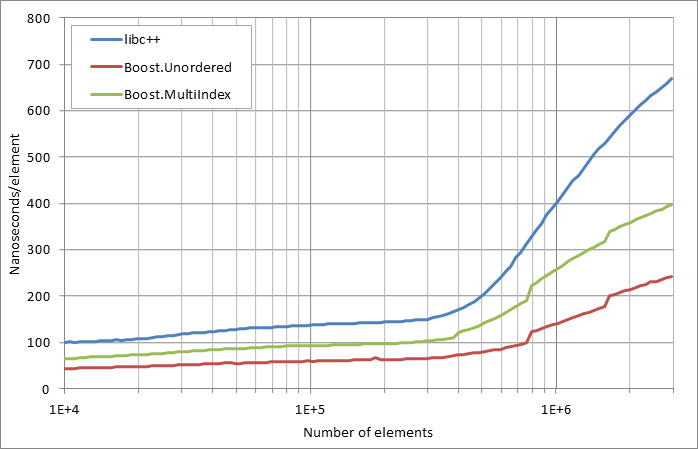 800
700
600
500
400
300
200
100
0
Nanoseconds/element
libc++
Boost.Unordered
Boost.MultiIndex
1E+4
1E+5
1E+6
Number of elements